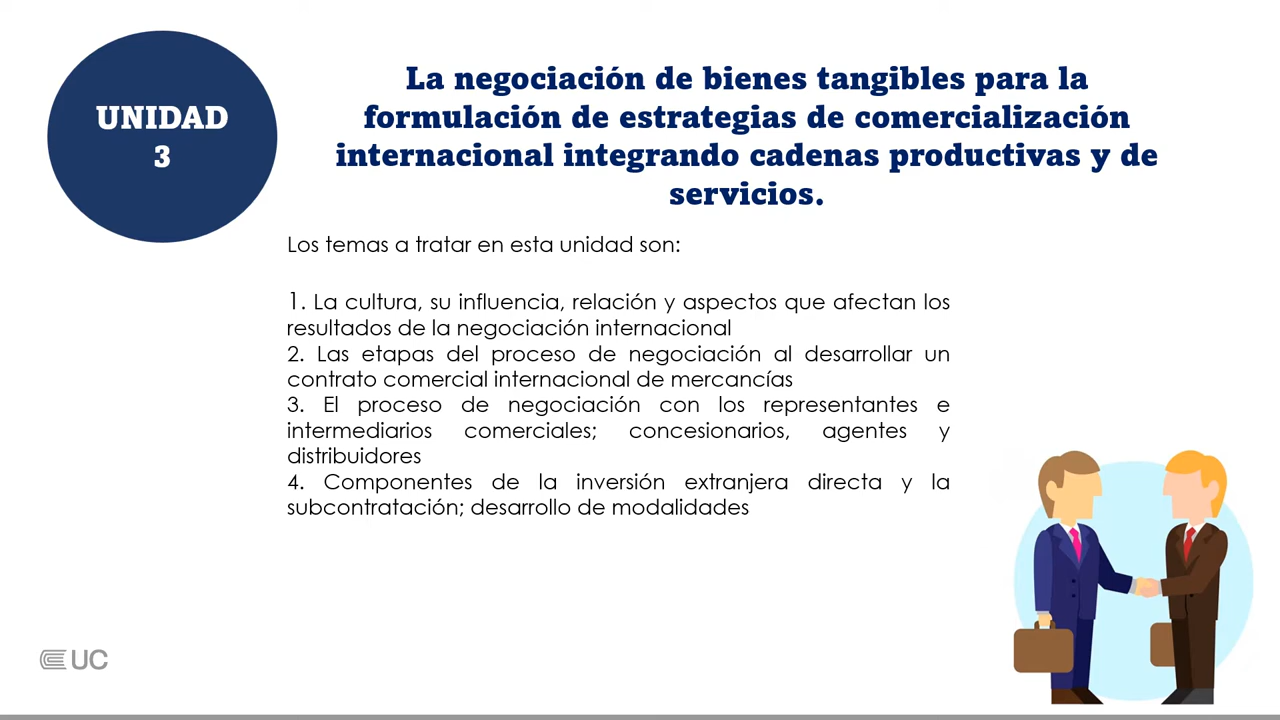 UNIDAD
3
La negociación de bienes tangibles para la
formulación de estrategias de comercialización
internacional integrando cadenas productivas y de
servicios.
Los temas a tratar en esta unidad son:
1. La cultura, su influencia, relación y aspectos que afectan los
resultados de la negociación internacional
2. Las etapas del proceso de negociación al desarrollar un
contrato comercial internacional de mercancías
3. El proceso de negociación con los representantes e
intermediarios comerciales; concesionarios, agentes y
distribuidores
4. Componentes de la inversión extranjera directa y la
subcontratación; desarrollo de modalidades
UC